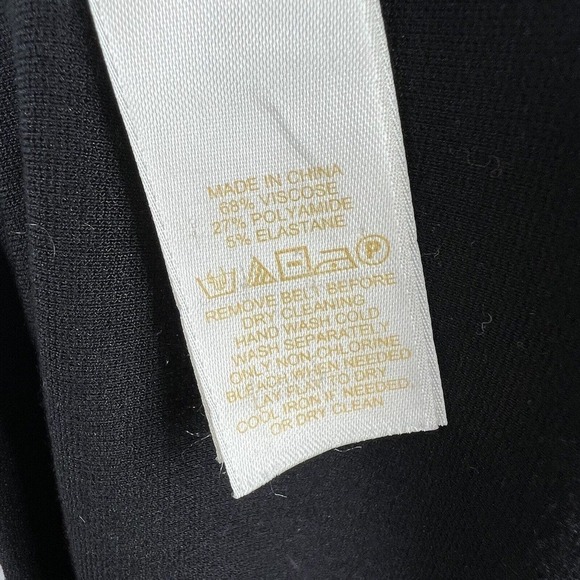 MADE IN CHINA
68% VISCOSE
27% POLYAMIDE
5% ELASTANE
P
REMOVE BELT BEFORE
DRY CLEANING
HAND WASH COLD
WASH SEPARATELY
ONLY NON-CHLORINE
BLEACH WHEN NEEDED
LAY FLAT TO DRY
COOL IRON IF NEEDED,
OR DRY CLEAN